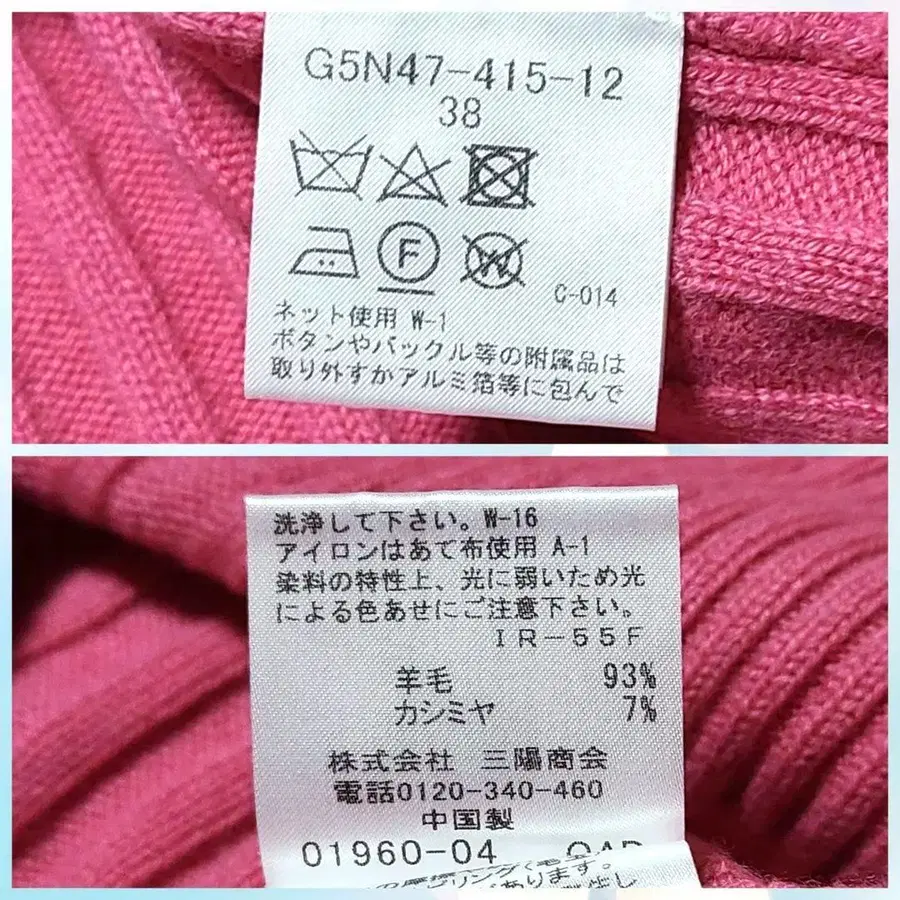 G5N47-415-12
38
F W
C-014
ネット使用 W-1
ボタンやバックル等の附属品は
取り外すかアルミ箔等に包んで
洗浄して下さい。W-16
アイロンはあて布使用 A-1
染料の特性上、光に弱いため光
による色あせにご注意下さい。
IR-55F
羊毛 93%
カシミヤ 7%
株式会社 三陽商会
電話0120-340-460
中国製
01960-04
があります。